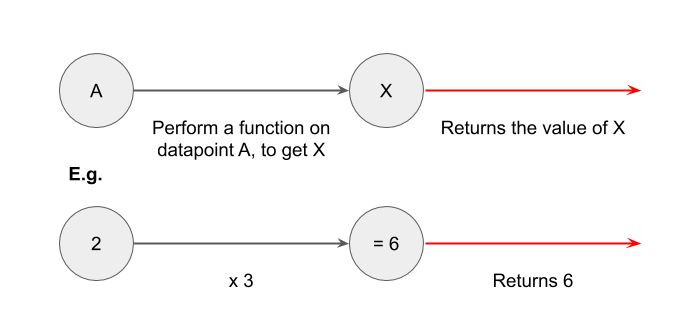 A
X
Perform a function on
datapoint A, to get X
Returns the value of X
E.g.
2
= 6
x 3
Returns 6